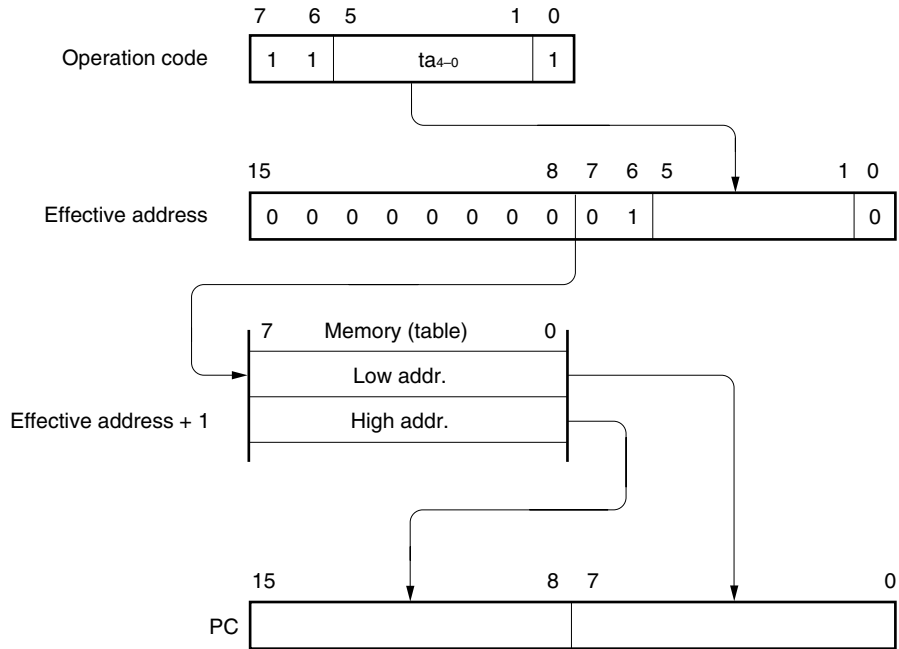 7 6 5 1 0
Operation code 1 1 ta4–0 1
15 8 7 6 5 1 0
Effective address 0 0 0 0 0 0 0 0 0 1 0
7 Memory (table) 0
Low addr.
Effective address + 1 High addr.
15 8 7 0
PC